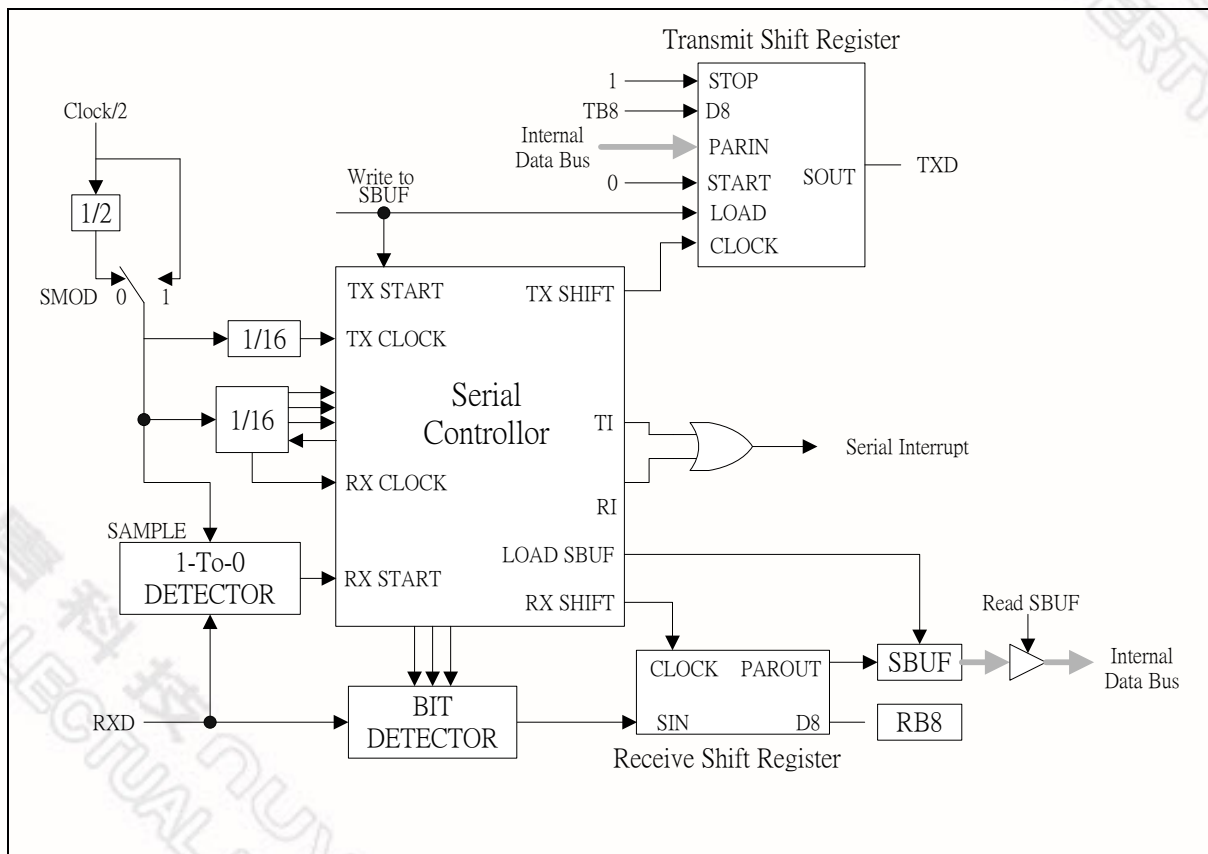 Transmit Shift Register
1
STOP
TB8
D8
Internal
Data Bus
PARIN
SOUT
TXD
0
START
LOAD
CLOCK
Clock/2
1/2
SMOD
0
1
Write to
SBUF
TX START
TX SHIFT
1/16
TX CLOCK
1/16
Serial
Controllor
TI
Serial Interrupt
RX CLOCK
RI
SAMPLE
1-To-0
DETECTOR
RX START
LOAD SBUF
RX SHIFT
Read SBUF
CLOCK
PAROUT
SBUF
Internal
Data Bus
RXD
BIT
DETECTOR
SIN
D8
RB8
Receive Shift Register
科技